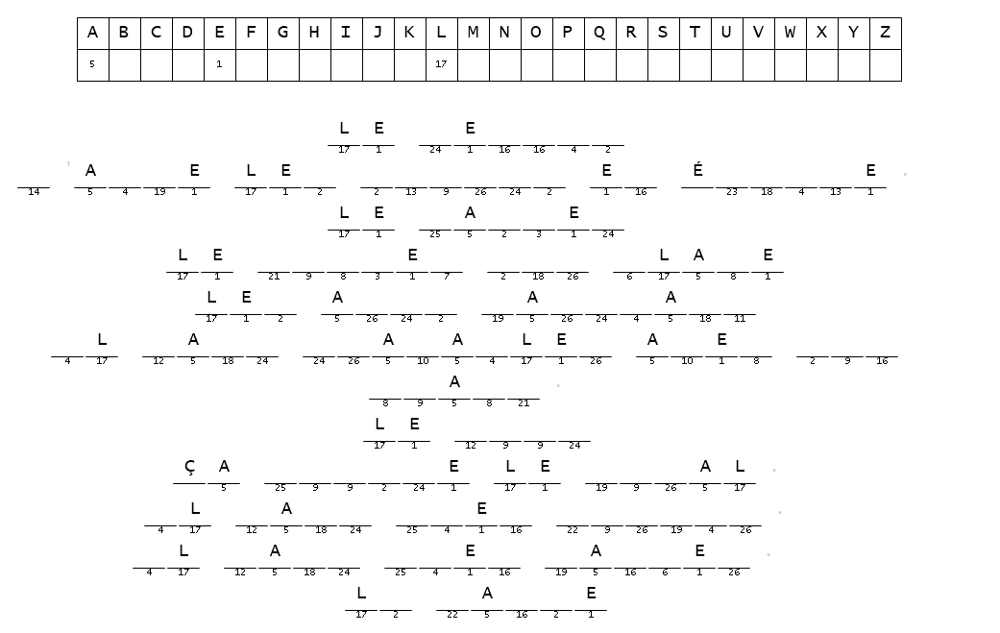 A B C D E F G H I J K L M N O P Q R S T U V W X Y Z
5 1 17
L E E
17 1 24 1 16 16 4 2
' A E L E E É E .
14 5 4 19 1 17 1 2 2 13 9 26 24 2 1 16 23 18 4 13 1
L E A E
17 1 25 5 2 3 1 24
L E E L A E
17 1 21 9 8 3 1 7 2 18 26 6 17 5 8 1
L E A A A
17 1 2 5 26 24 2 19 5 26 24 4 5 18 11
L A A A L E A E
4 17 12 5 18 24 24 26 5 10 5 4 17 1 26 5 10 1 8 2 9 16
A .
8 9 5 8 21
L E
17 1 12 9 9 24
Ç A E L E A L .
5 25 9 9 2 24 1 17 1 19 9 26 5 17
L A E .
4 17 12 5 18 24 25 4 1 16 22 9 26 19 4 26
L A E A E .
4 17 12 5 18 24 25 4 1 16 19 5 16 6 1 26
L A E
17 2 22 5 16 2 1